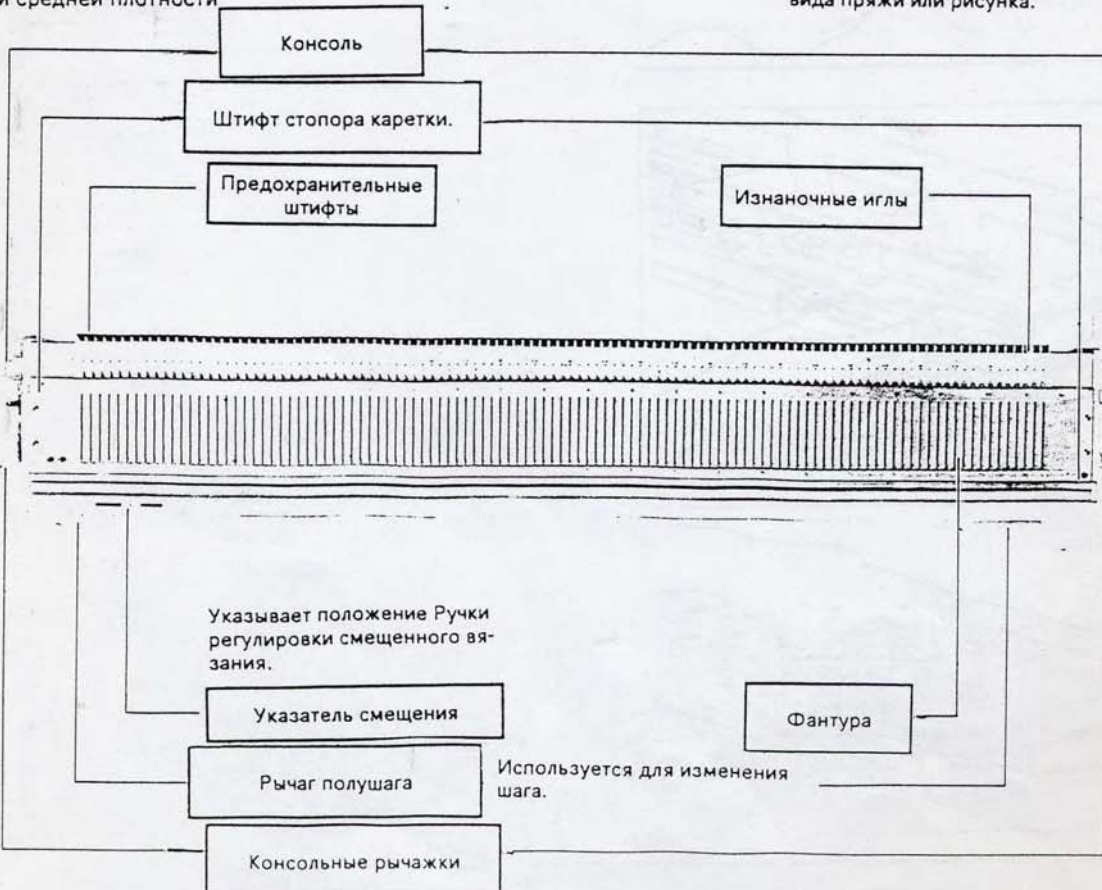 и средней плотности
вида пряжи или рисунка.
Консоль
Штифт стопора каретки.
Предохранительные
штифты
Изнаночные иглы
Указывает положение Ручки
регулировки смещенного вя-
зания.
Указатель смещения
Фантура
Рычаг полушага
Используется для изменения
шага.
Консольные рычажки